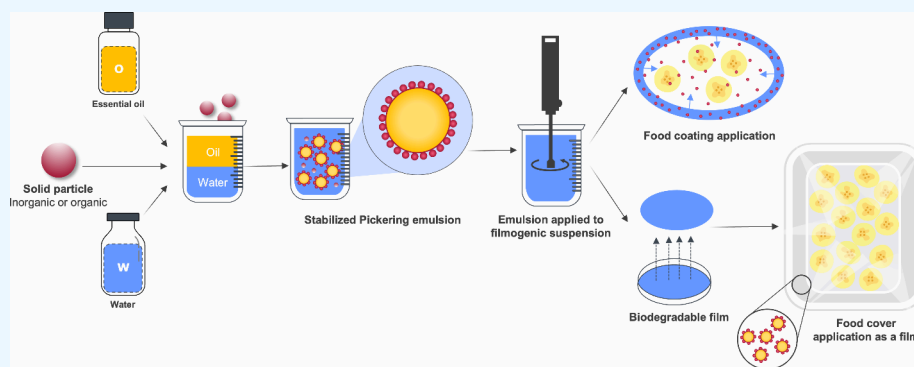 O
Essential oil
Solid particle
Inorganic or organic
W
Water
Oil
Water
Stabilized Pickering emulsion
Emulsion applied to
filmogenic suspension
Food coating application
Biodegradable film
Food cover
application as a film